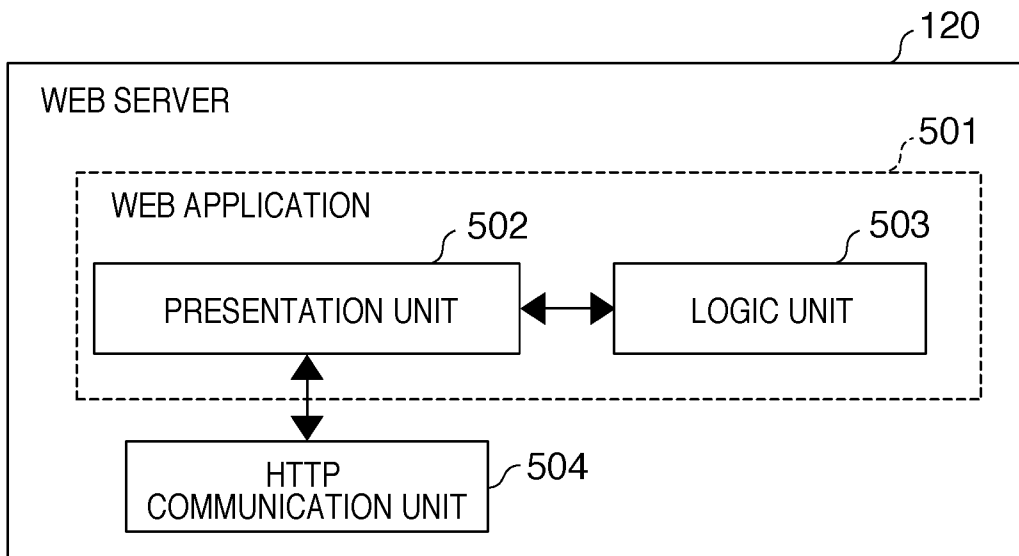 120
WEB SERVER
501
WEB APPLICATION
502
503
PRESENTATION UNIT
LOGIC UNIT
HTTP
COMMUNICATION UNIT
504